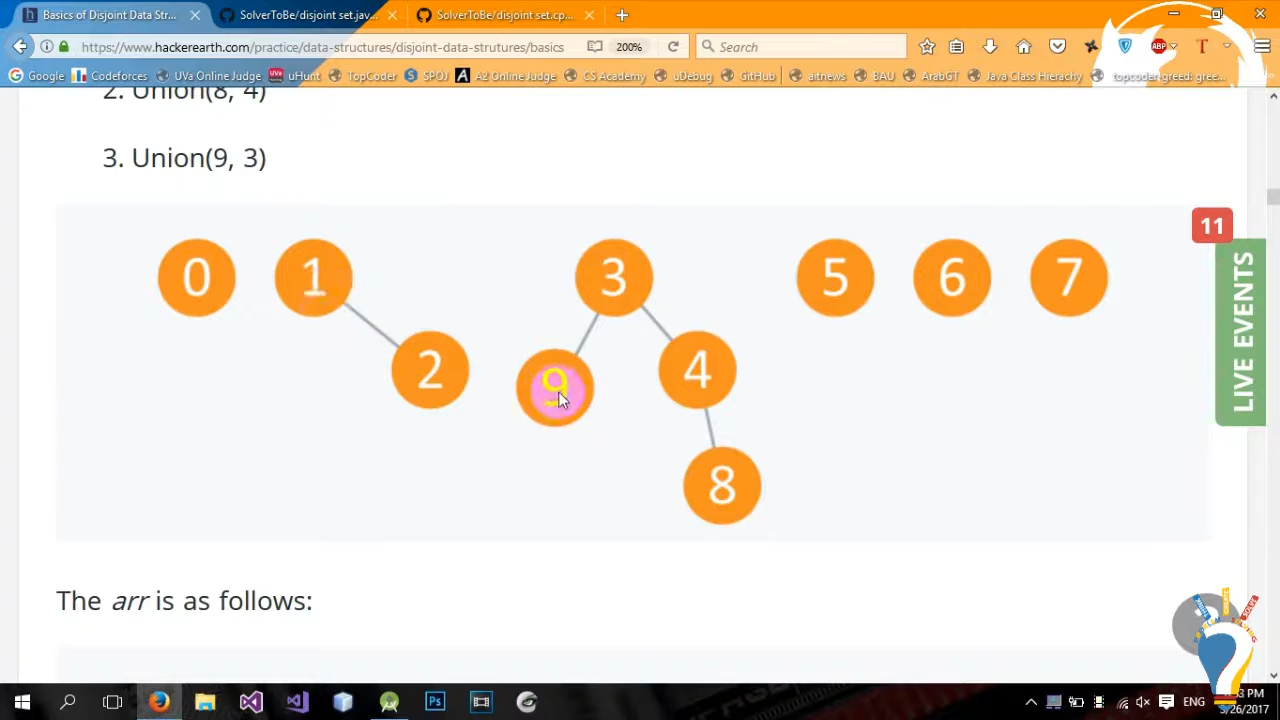 Basics of Disjoint Data Str...
SolverToBe/disjoint set.jav...
SolverToBe/disjoint set.cp...
https://www.hackerearth.com/practice/data-structures/disjoint-data-strutures/basics
200%
Search
ABP
T
Google
Codeforces
UVa Online Judge
uHunt
TopCoder
SPOJ
A2 Online Judge
CS Academy
uDebug
GitHub
aitnews
BAU
ArabGT
Java Class Hierachy
topcoder greed: gree...
2. Union(8, 4)
3. Union(9, 3)
11
LIVE EVENTS
0 1 3 5 6 7
2 9 4
8
The arr is as follows:
Ps
ENG
3/26/2017